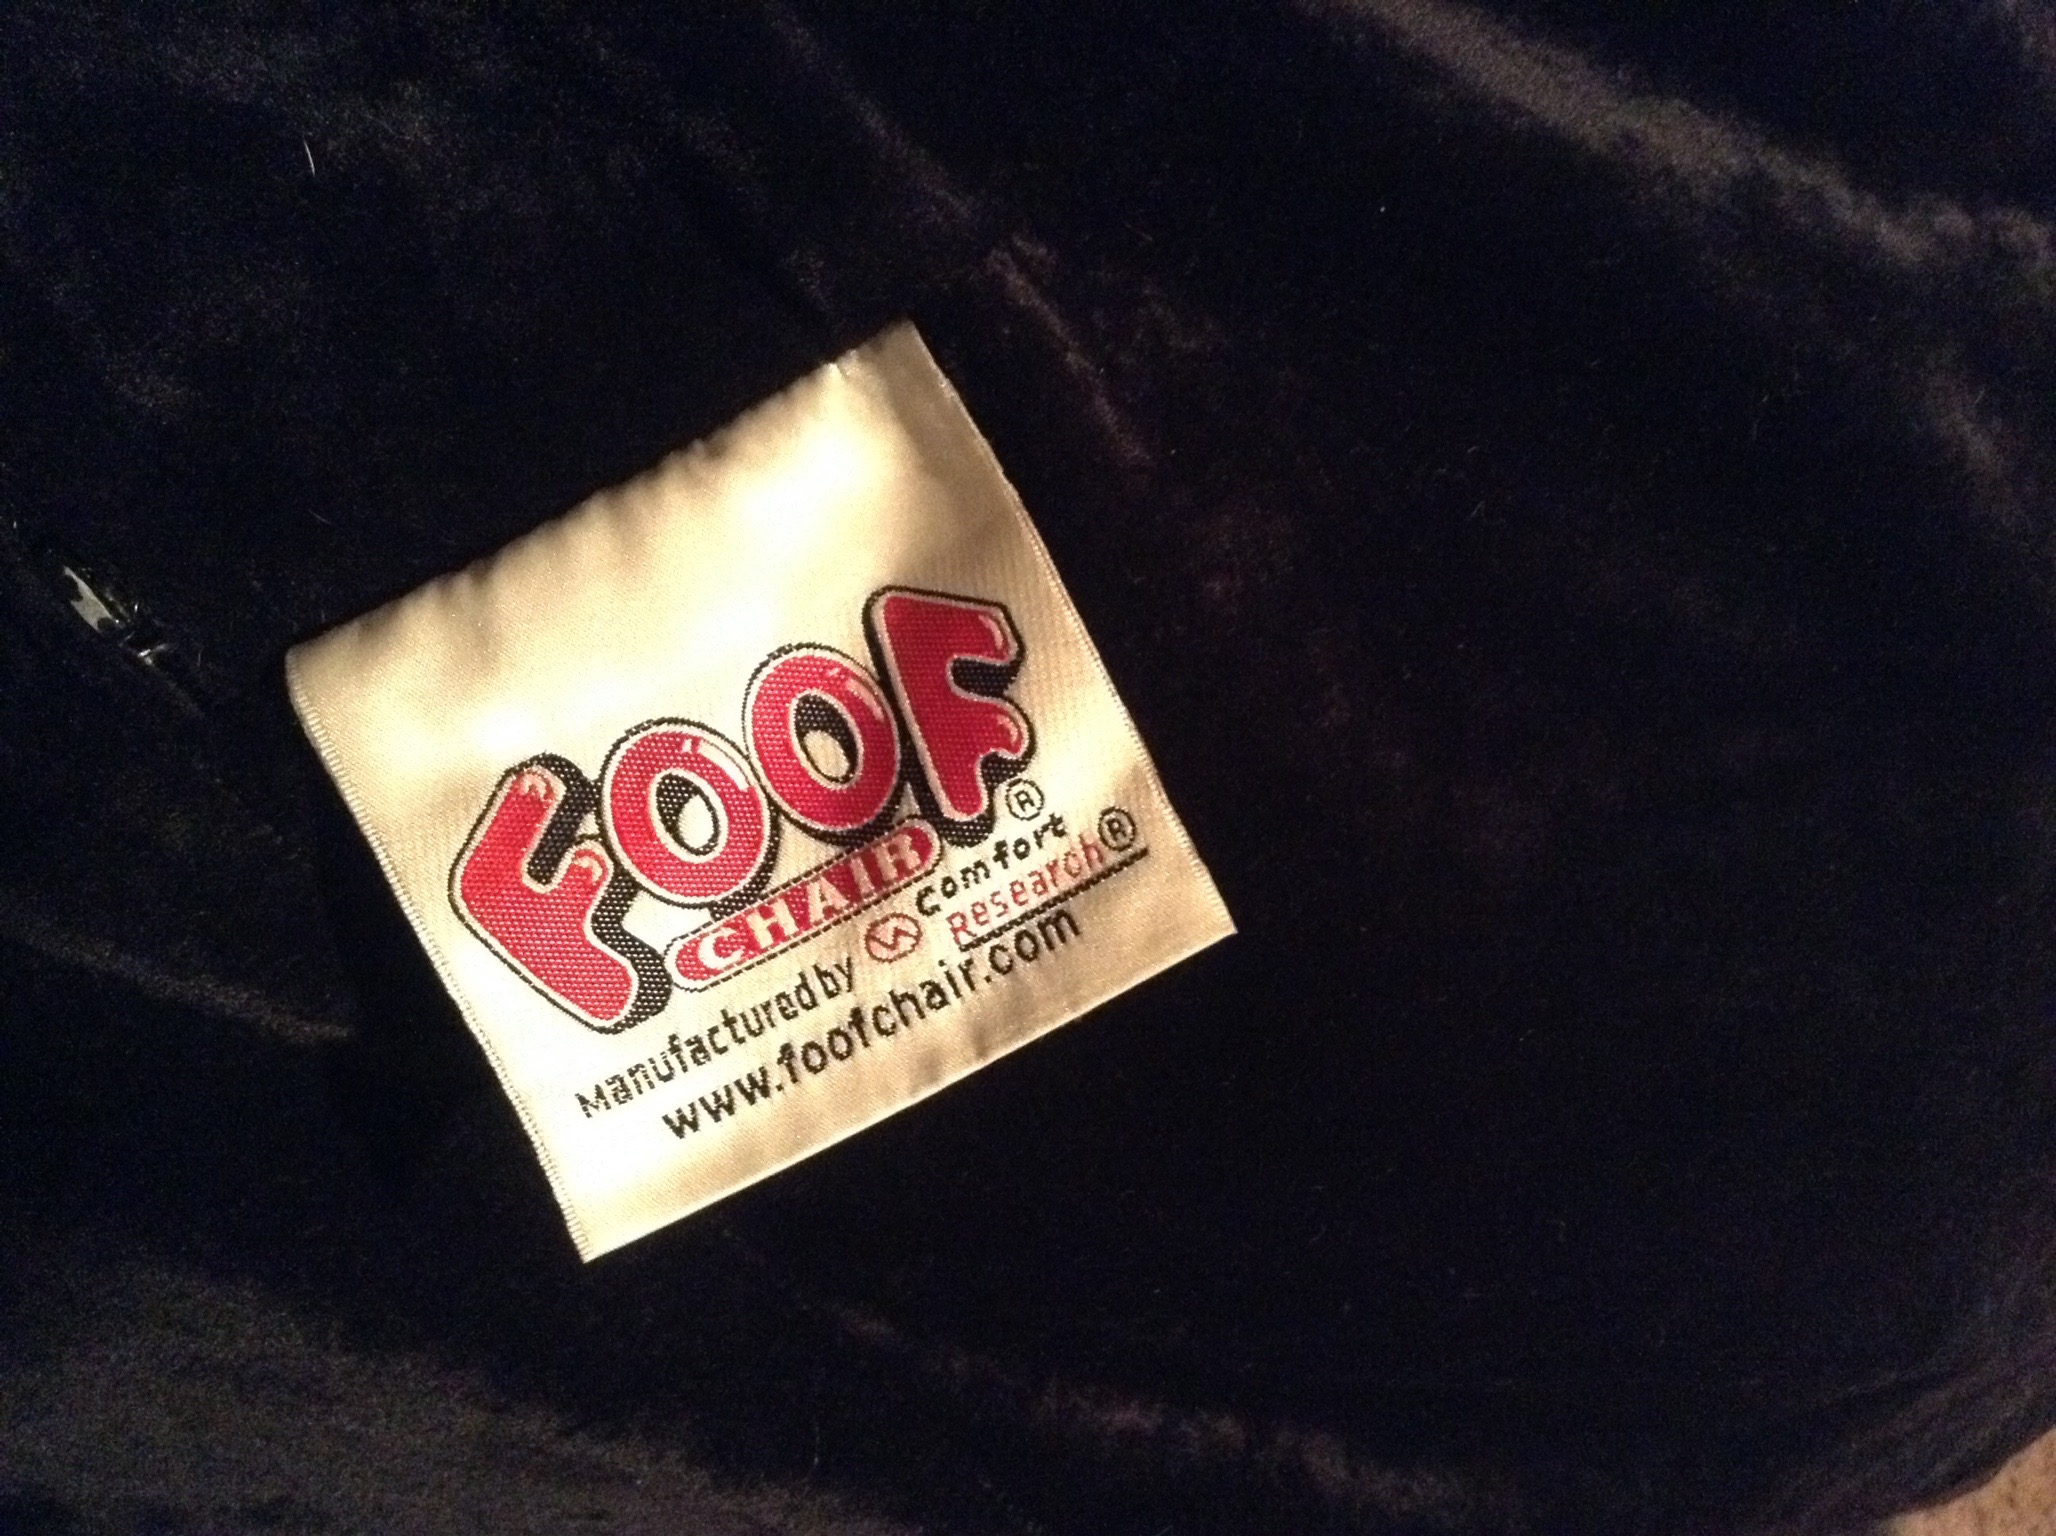 FOOF®
CHAIR
Manufactured by comfort Research®
www.foofchair.com